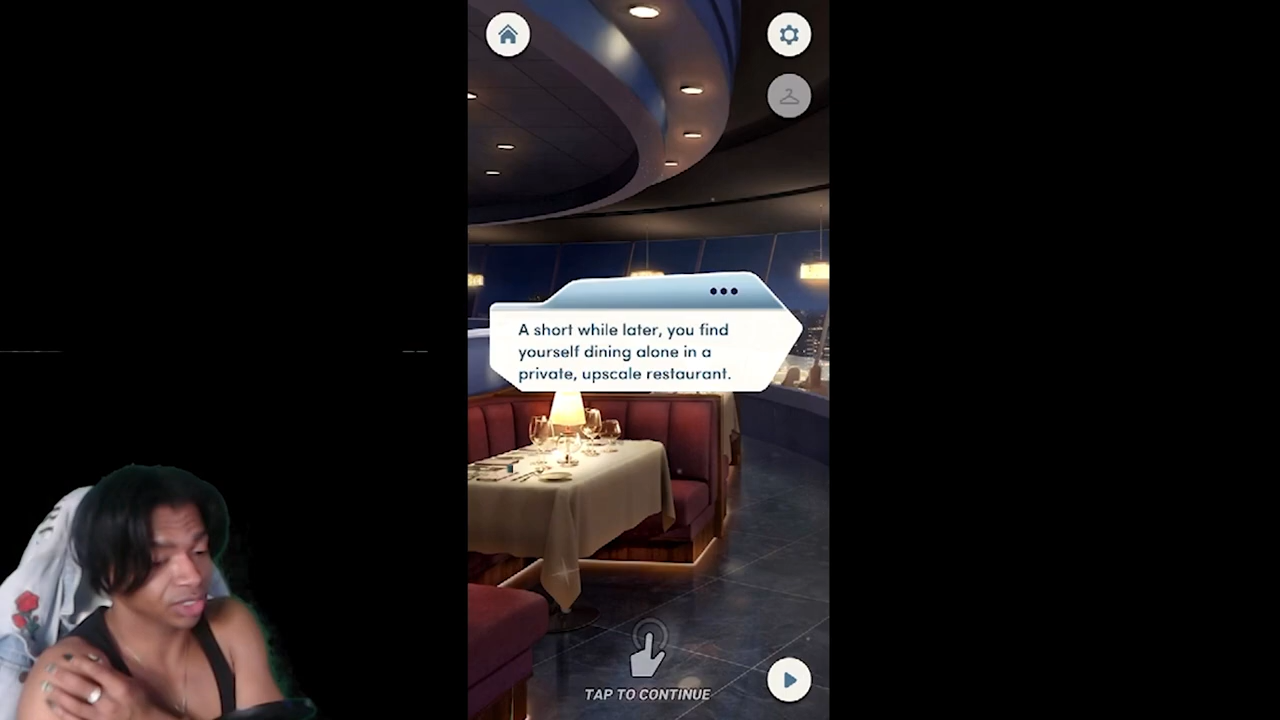 A short while later, you find
yourself dining alone in a
private, upscale restaurant.
TAP TO CONTINUE